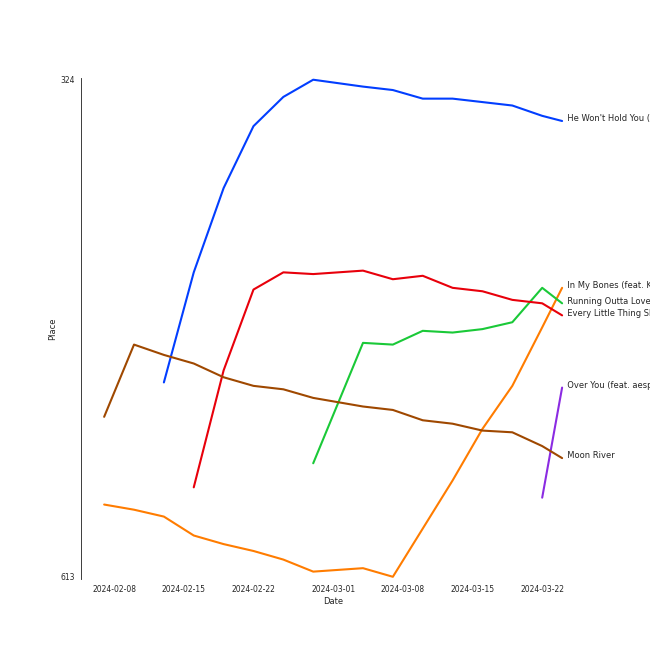 324
He Won't Hold You (
In My Bones (feat.
Running Outta Love
Every Little Thing
Place
Over You (feat.
Moon River
613
2024-02-08 2024-02-15 2024-02-22 2024-03-01 2024-03-08 2024-03-15 2024-03-22
Date